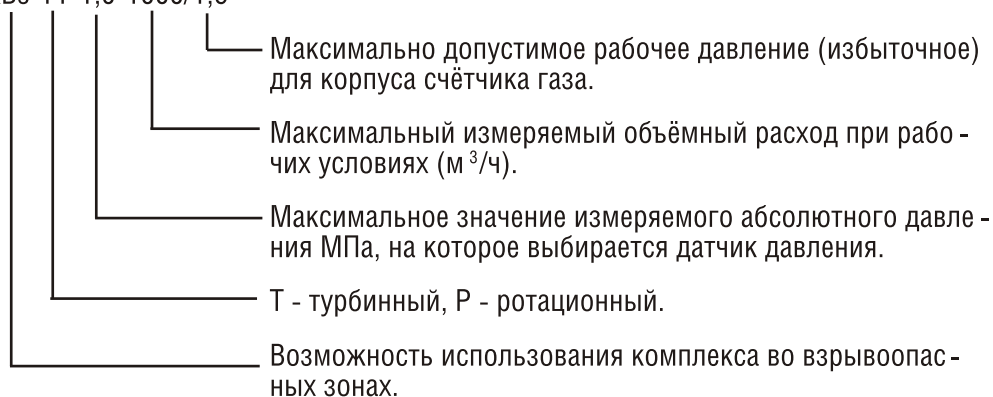 Максимально допустимое рабочее давление (избыточное)
для корпуса счётчика газа.
Максимальный измеряемый объёмный расход при рабо -
чих условиях (м ³/ч).
Максимальное значение измеряемого абсолютного давле -
ния МПа, на которое выбирается датчик давления.
Т - турбинный, Р - ротационный.
Возможность использования комплекса во взрывоопас -
ных зонах.